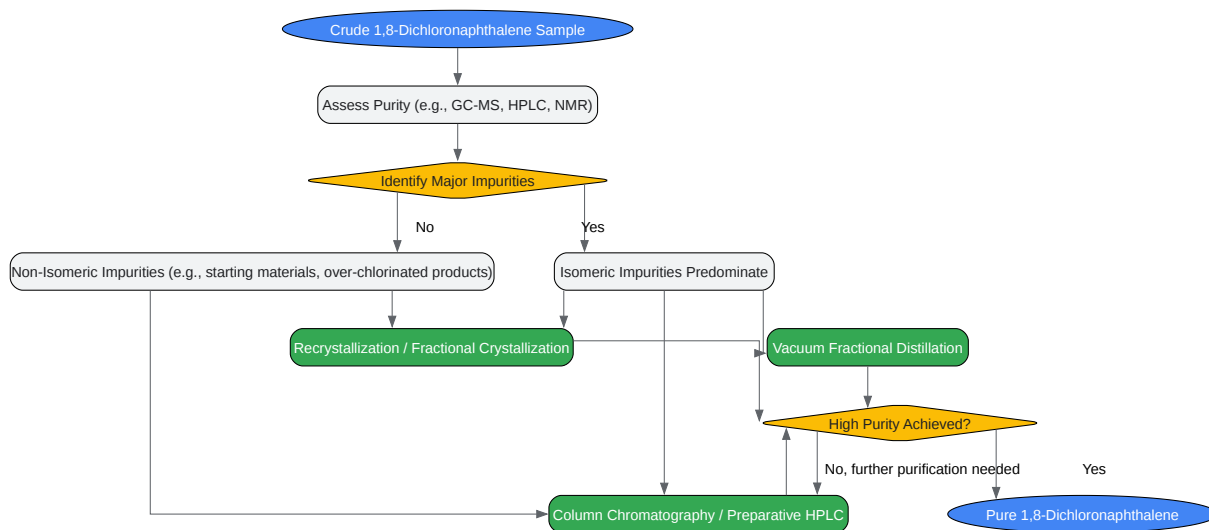 Crude 1,8-Dichloronaphthalene Sample
Assess Purity (e.g., GC-MS, HPLC, NMR)
Identify Major Impurities
No
Yes
Non-Isomeric Impurities (e.g., starting materials, over-chlorinated products)
Isomeric Impurities Predominate
Recrystallization / Fractional Crystallization
Vacuum Fractional Distillation
High Purity Achieved?
No, further purification needed
Yes
Column Chromatography / Preparative HPLC
Pure 1,8-Dichloronaphthalene